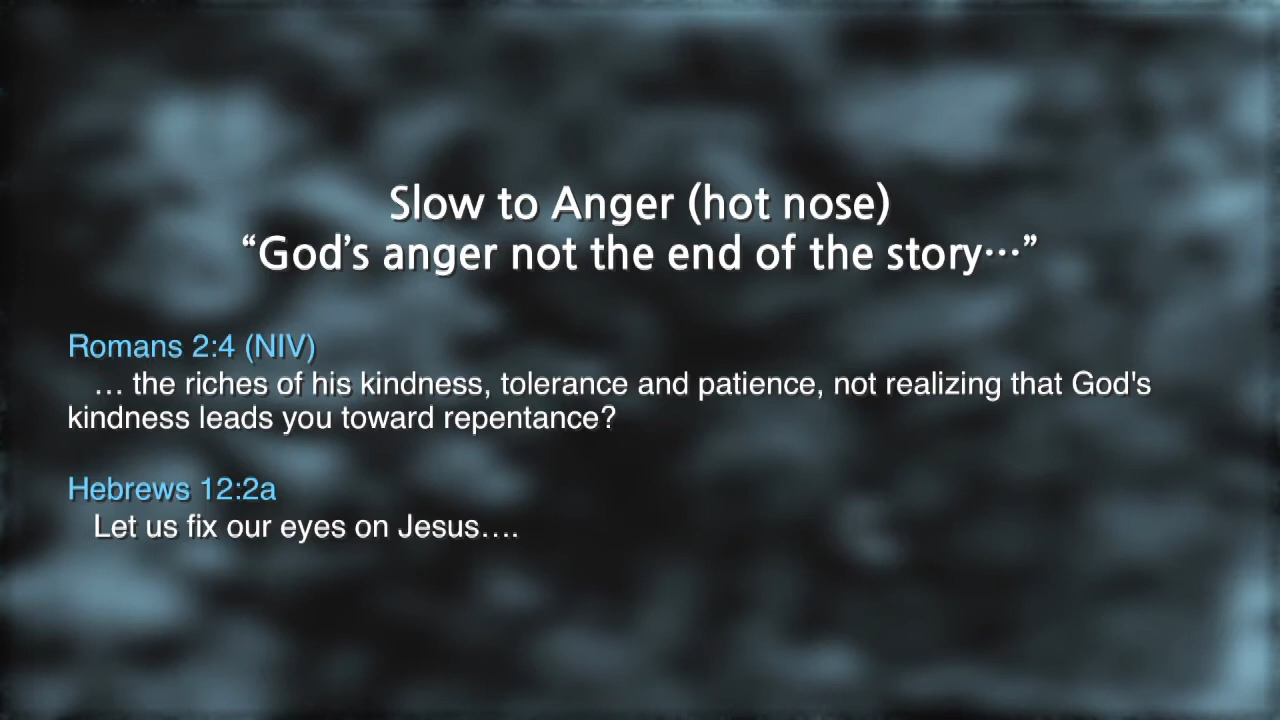 Slow to Anger (hot nose)
“God’s anger not the end of the story…”
Romans 2:4 (NIV)
… the riches of his kindness, tolerance and patience, not realizing that God's
kindness leads you toward repentance?
Hebrews 12:2a
Let us fix our eyes on Jesus….